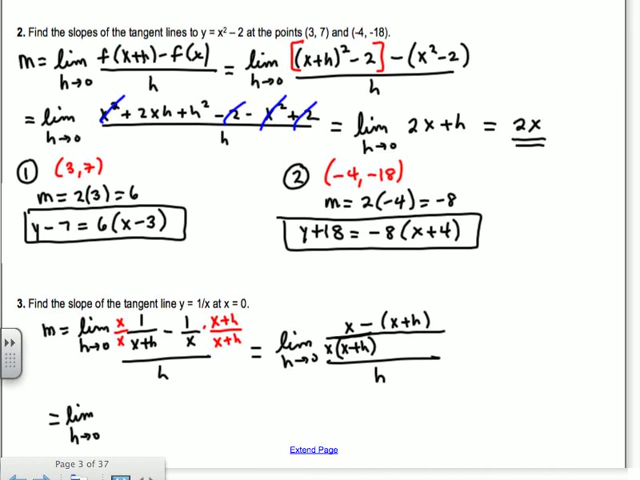 2. Find the slopes of the tangent lines to y = x² – 2 at the points (3, 7) and (-4, -18).
m = lim h→0 f(x+h) – f(x) / h = lim h→0 [(x+h)² – 2] – (x² – 2) / h
= lim h→0 x² + 2xh + h² – 2 – x² + 2 / h = lim h→0 2x + h = 2x
① (3, 7)
m = 2(3) = 6
y – 7 = 6(x – 3)
② (-4, -18)
m = 2(-4) = -8
y + 18 = -8(x + 4)
3. Find the slope of the tangent line y = 1/x at x = 0.
m = lim h→0 x/x 1/x+h – 1/x • x+h/x+h / h = lim h→0 x – (x+h) / x(x+h) / h
= lim h→0
Extend Page
Page 3 of 37